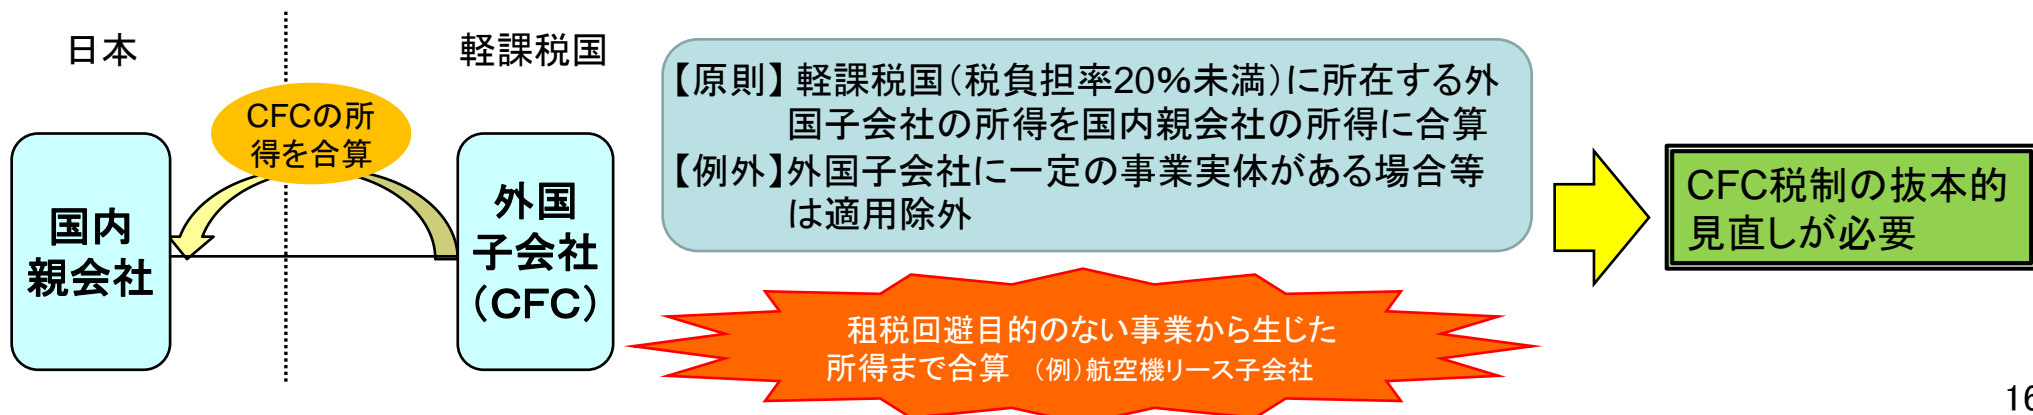 日本
軽課税国
CFCの所
得を合算
国内
親会社
外国
子会社
(CFC)
【原則】 軽課税国(税負担率20%未満)に所在する外
国子会社の所得を国内親会社の所得に合算
【例外】外国子会社に一定の事業実体がある場合等
は適用除外
租税回避目的のない事業から生じた
所得まで合算 (例)航空機リース子会社
CFC税制の抜本的
見直しが必要
16